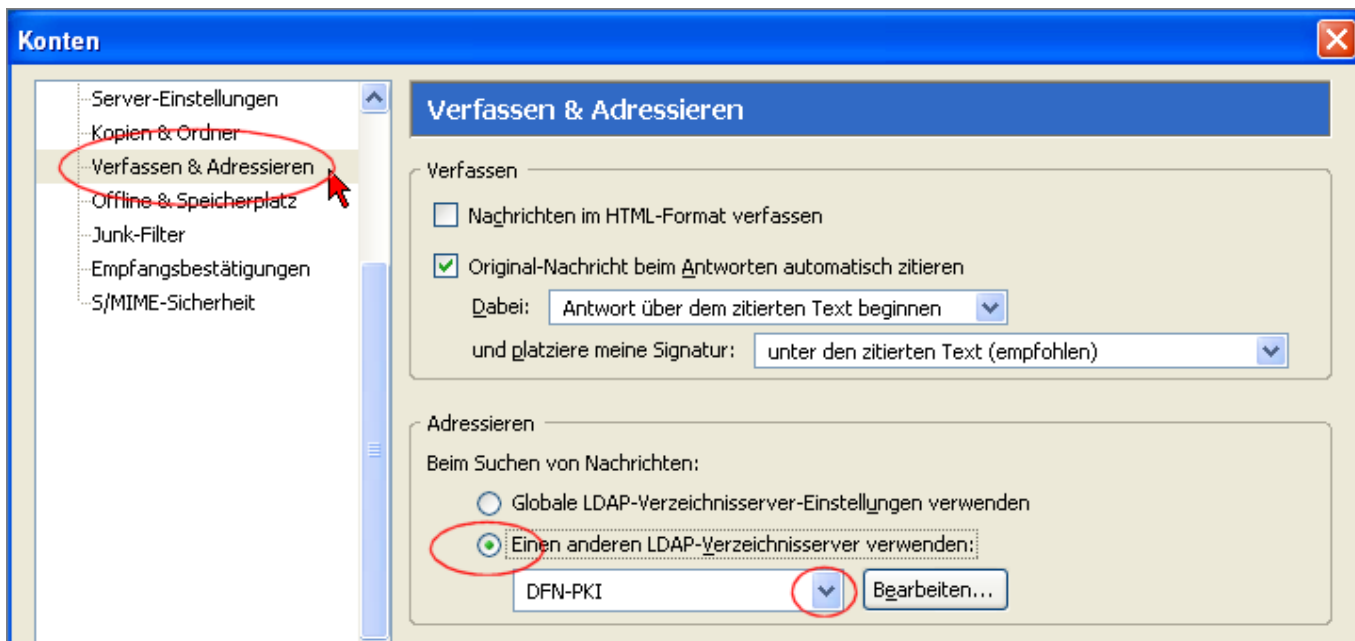 Konten
Server-Einstellungen
Kopien & Ordner
Verfassen & Adressieren
Offline & Speicherplatz
Junk-Filter
Empfangsbestätigungen
S/MIME-Sicherheit
Verfassen & Adressieren
Verfassen
Nachrichten im HTML-Format verfassen
Original-Nachricht beim Antworten automatisch zitieren
Dabei: Antwort über dem zitierten Text beginnen
und platziere meine Signatur: unter den zitierten Text (empfohlen)
Adressieren
Beim Suchen von Nachrichten:
Globale LDAP-Verzeichnisserver-Einstellungen verwenden
Einen anderen LDAP-Verzeichnisserver verwenden:
DFN-PKI Bearbeiten...